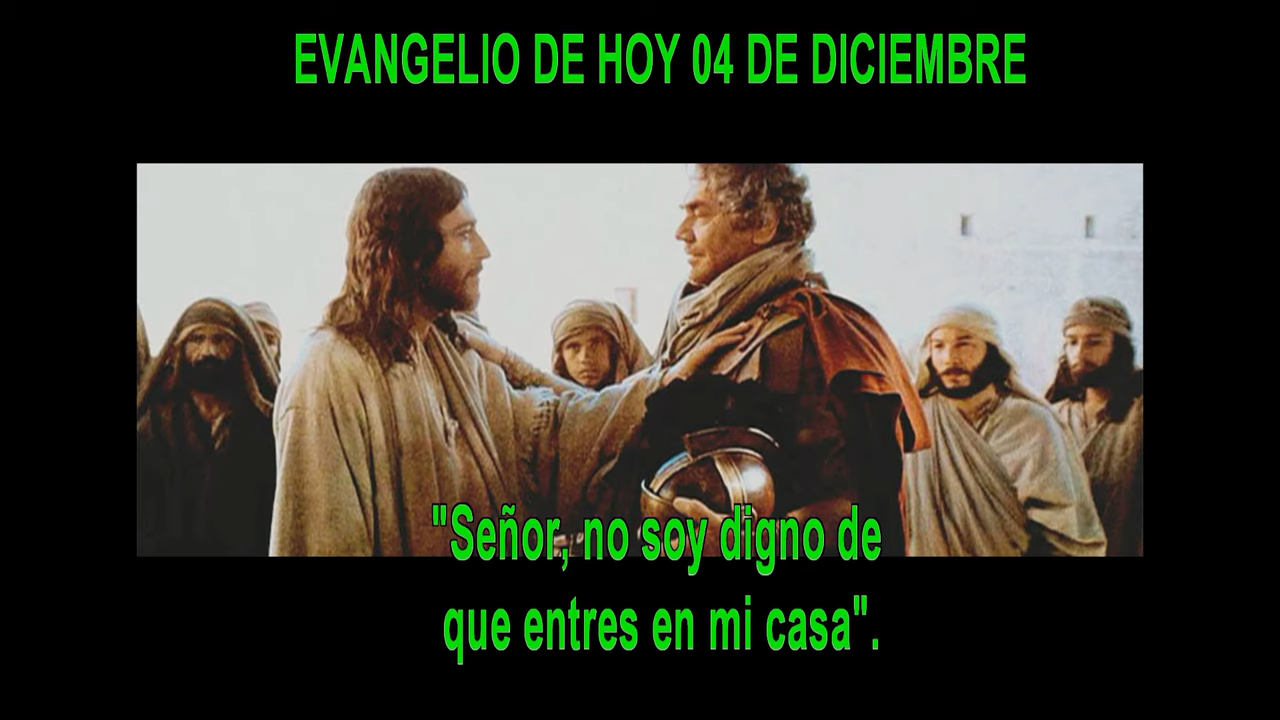 EVANGELIO DE HOY 04 DE DICIEMBRE
"Señor, no soy digno de
que entres en mi casa".